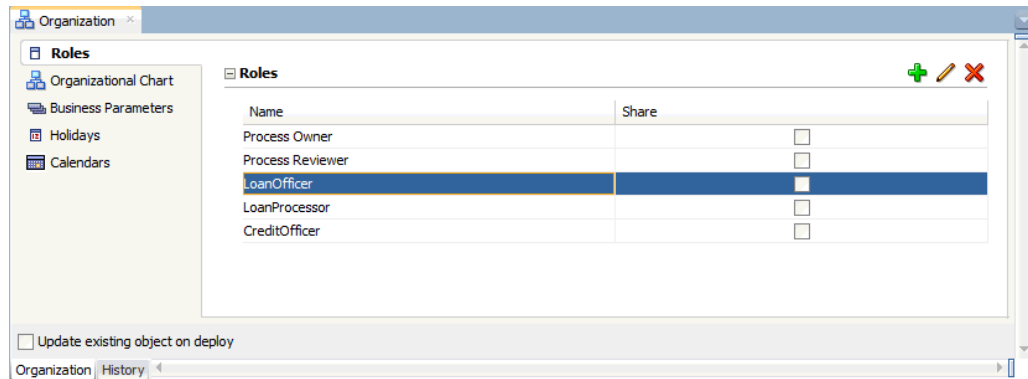 Organization
Roles
Organizational Chart
Business Parameters
Holidays
Calendars
Roles
Name Share
Process Owner
Process Reviewer
LoanOfficer
LoanProcessor
CreditOfficer
Update existing object on deploy
Organization History